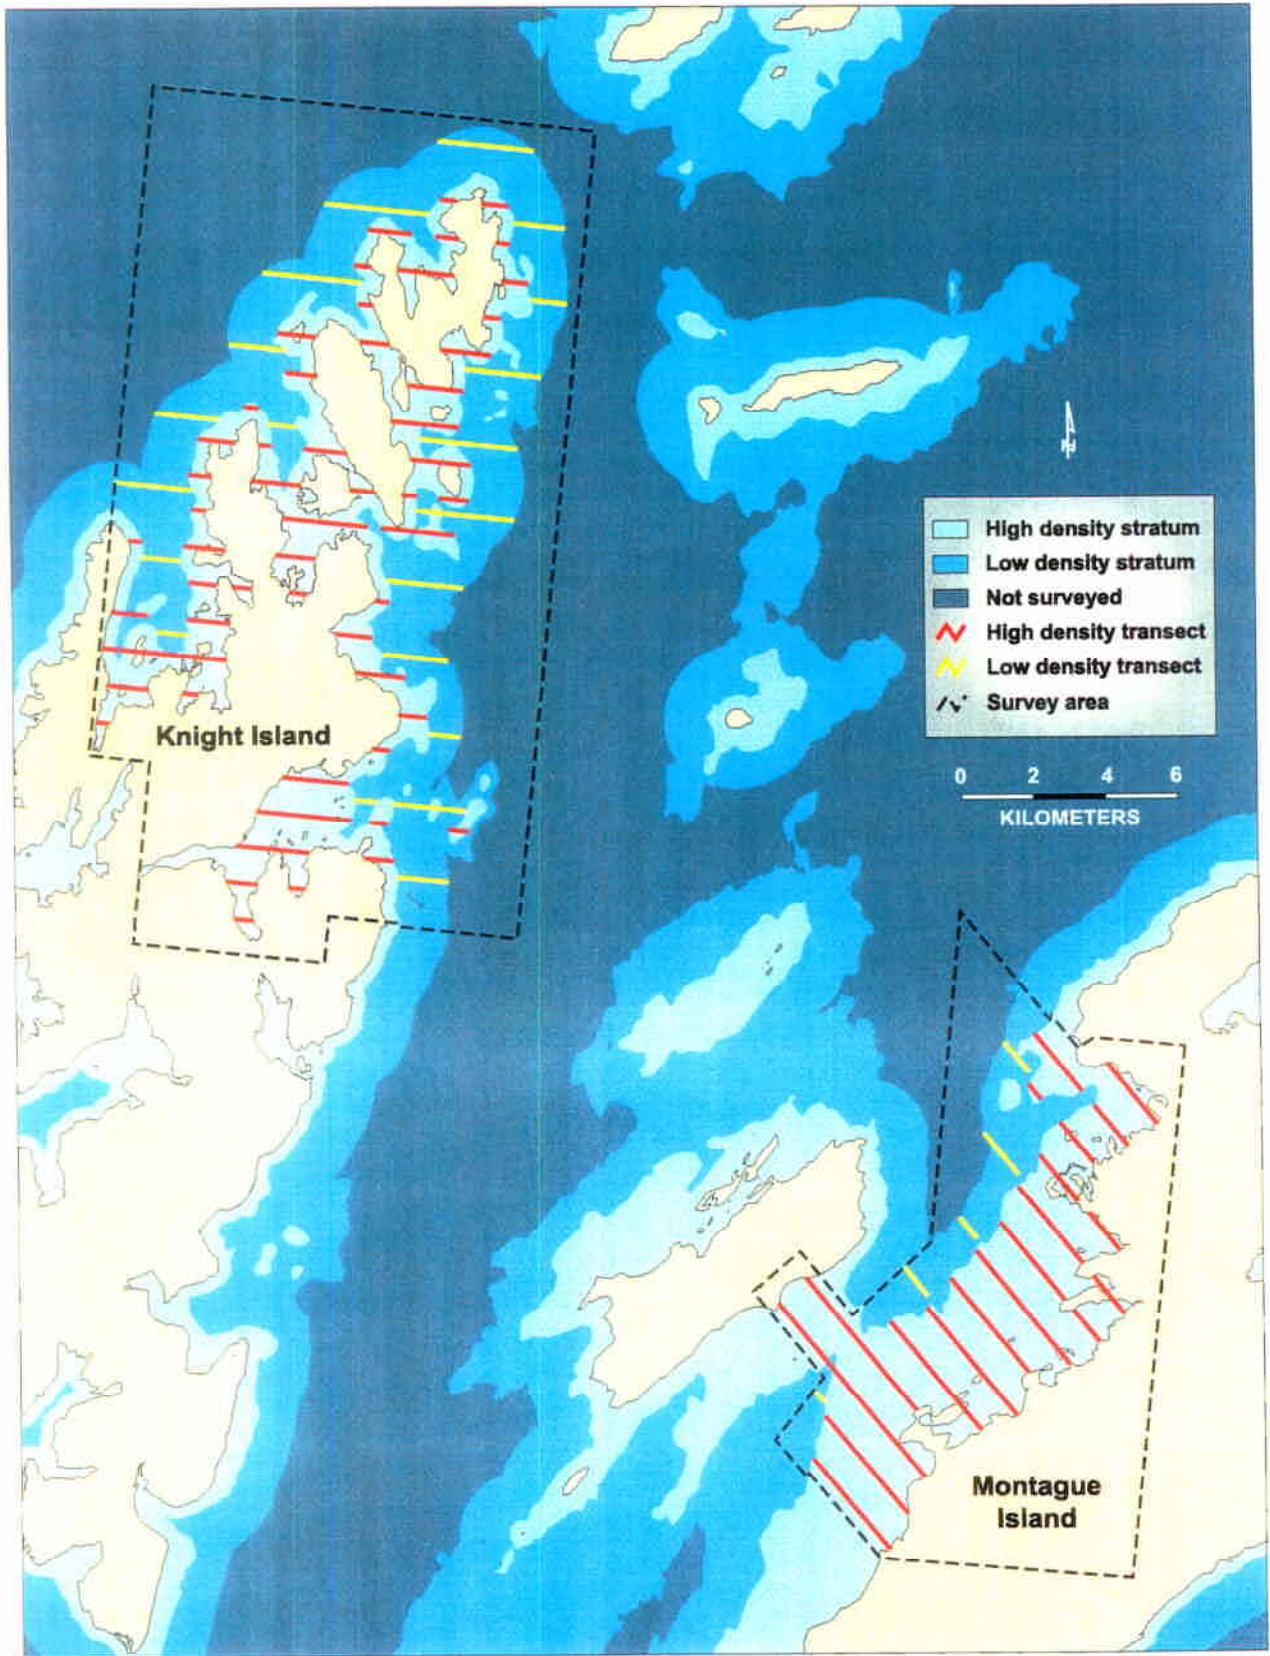 High density stratum
Low density stratum
Not surveyed
High density transect
Low density transect
Survey area
Knight Island
0 2 4 6
KILOMETERS
Montague
Island